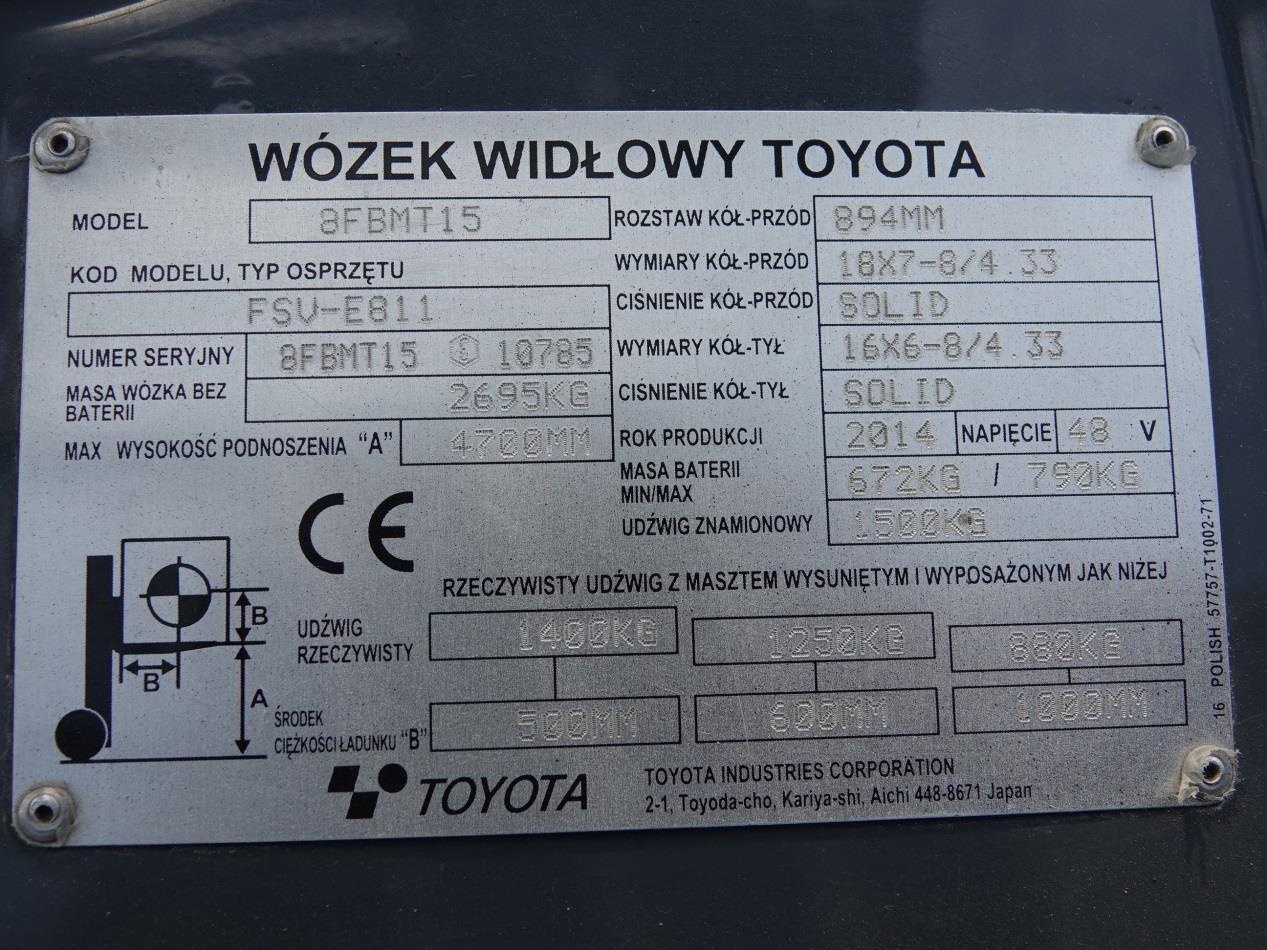 WÓZEK WIDŁOWY TOYOTA
MODEL 8FBMT15
KOD MODELU, TYP OSPRZĘTU
FSV-E811
NUMER SERYJNY 8FBMT15 10785
MASA WÓZKA BEZ
BATERII 2695KG
MAX WYSOKOŚĆ PODNOSZENIA “A” 4700MM
ROZSTAW KÓŁ-PRZÓD 894MM
WYMIARY KÓŁ-PRZÓD 18X7-8/4.33
CIŚNIENIE KÓŁ-PRZÓD SOLID
WYMIARY KÓŁ-TYŁ 16X6-8/4.33
CIŚNIENIE KÓŁ-TYŁ SOLID
ROK PRODUKCJI 2014 NAPIĘCIE 48 V
MASA BATERII
MIN/MAX 672KG / 790KG
UDŹWIG ZNAMIONOWY 1500KG
CE
RZECZYWISTY UDŹWIG Z MASZTEM WYSUNIĘTYM I WYPOSAŻONYM JAK NIŻEJ
UDŹWIG
RZECZYWISTY 1400KG 1250KG 880KG
ŚRODEK
CIĘŻKOŚCI ŁADUNKU “B” 500MM 600MM 1000MM
B
B
A
TOYOTA
TOYOTA INDUSTRIES CORPORATION
2-1, Toyoda-cho, Kariya-shi, Aichi 448-8671 Japan
16 POLISH 57757-T1002-71